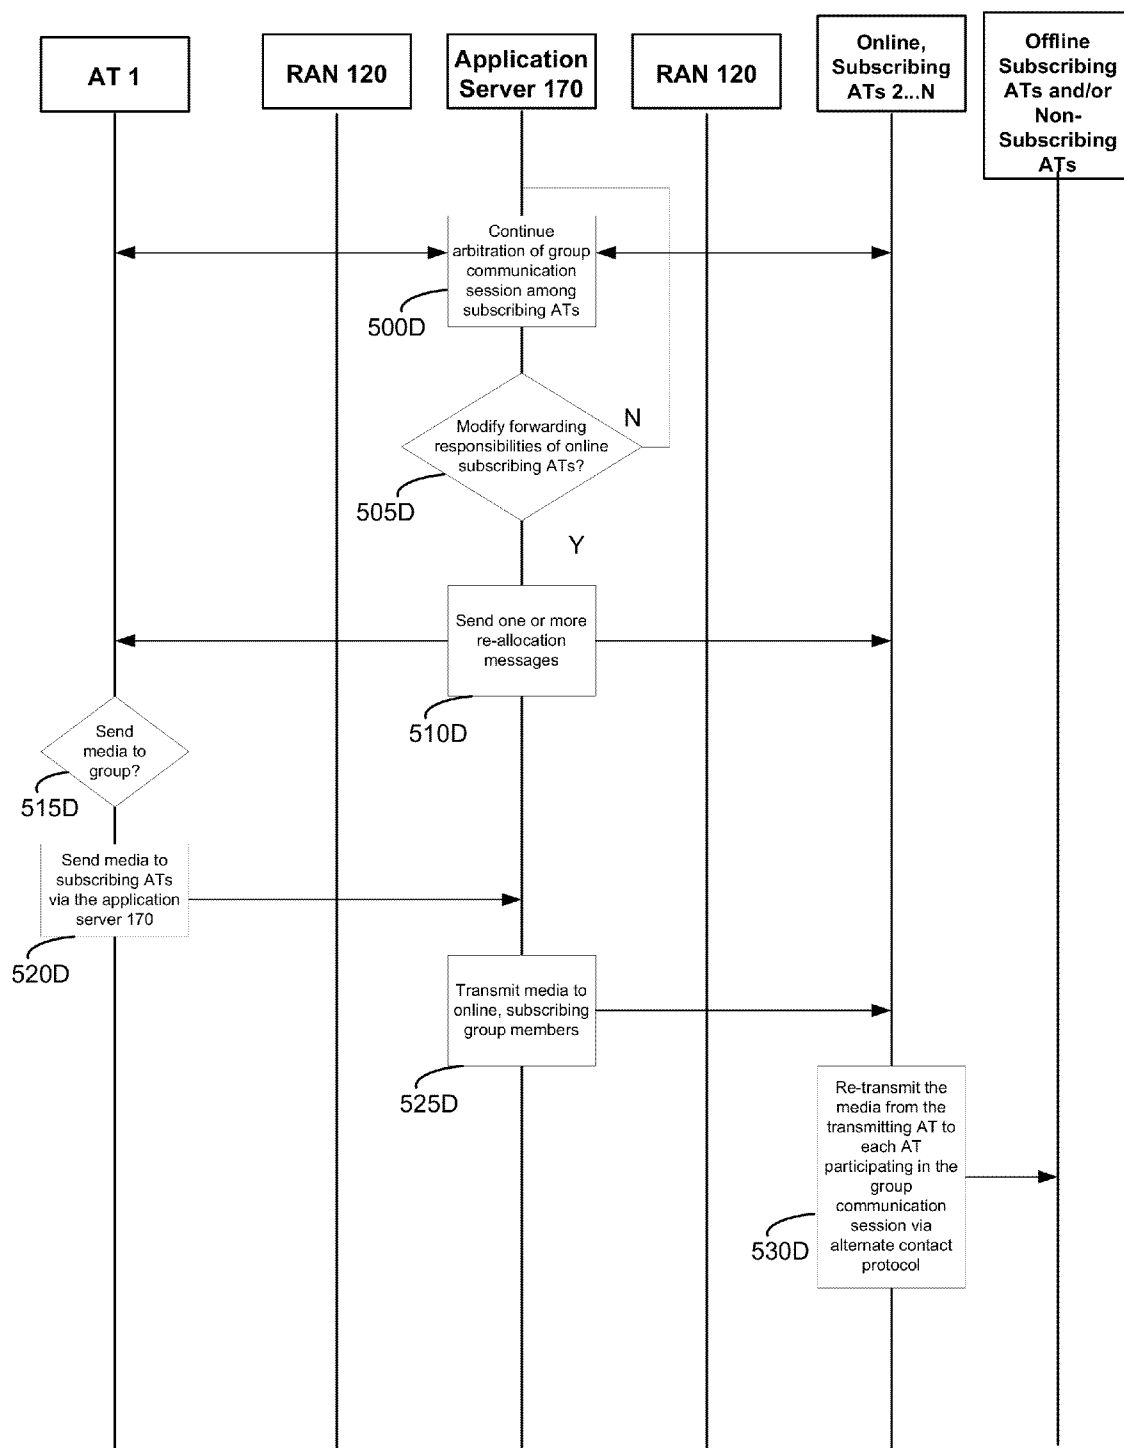 AT 1
RAN 120
Application
Server 170
RAN 120
Online,
Subscribing
ATs 2...N
Offline
Subscribing
ATs and/or
Non-
Subscribing
ATs
Continue
arbitration of group
communication
session among
subscribing ATs
500D
Modify forwarding
responsibilities of online
subscribing ATs?
N
505D
Y
Send one or more
re-allocation
messages
510D
Send
media to
group?
515D
Send media to
subscribing ATs
via the application
server 170
520D
Transmit media to
online, subscribing
group members
525D
Re-transmit the
media from the
transmitting AT to
each AT
participating in the
group
communication
session via
alternate contact
protocol
530D